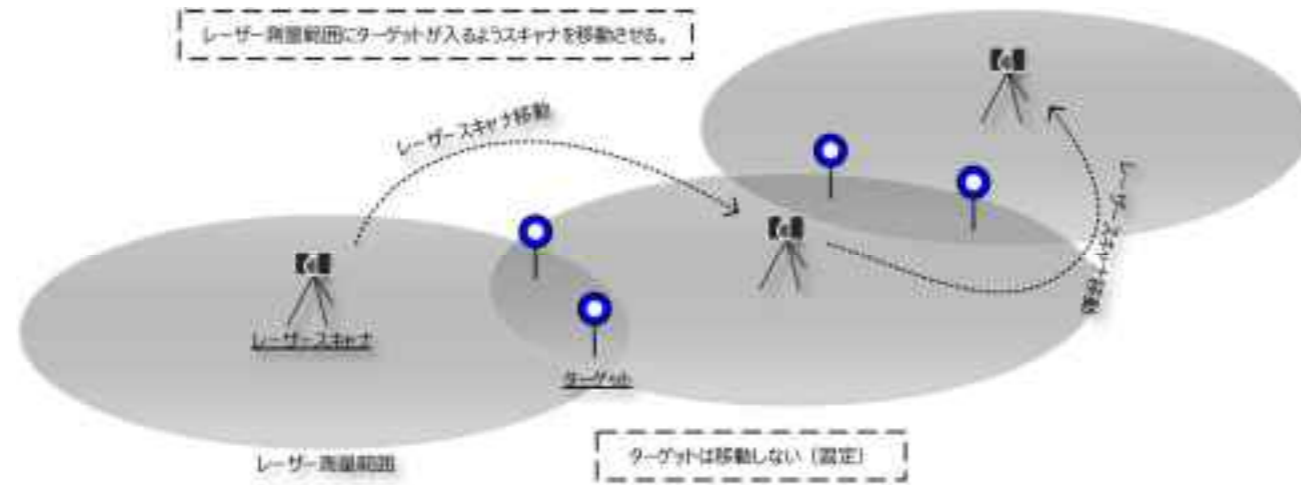 レーザー測量範囲にターゲットが入るようスキャナを移動させる。
レーザースキャナ移動
レーザースキャナ移動
レーザースキャナ
ターゲット
レーザー測量範囲
ターゲットは移動しない（固定）